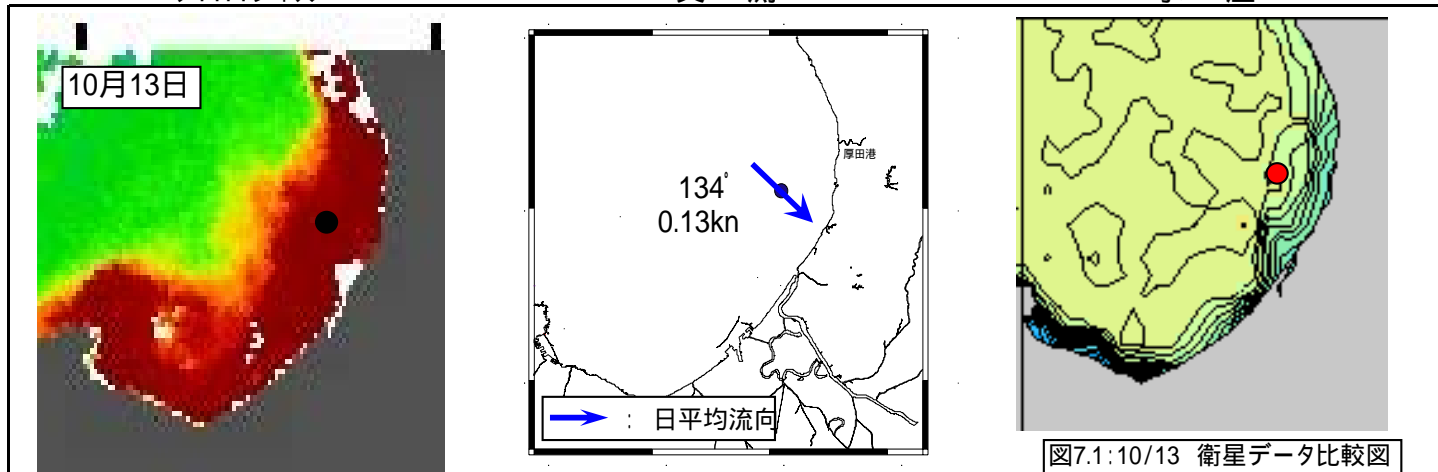 10月13日
厚田港
134°
0.13kn
: 日平均流向
図7.1:10/13 衛星データ比較図